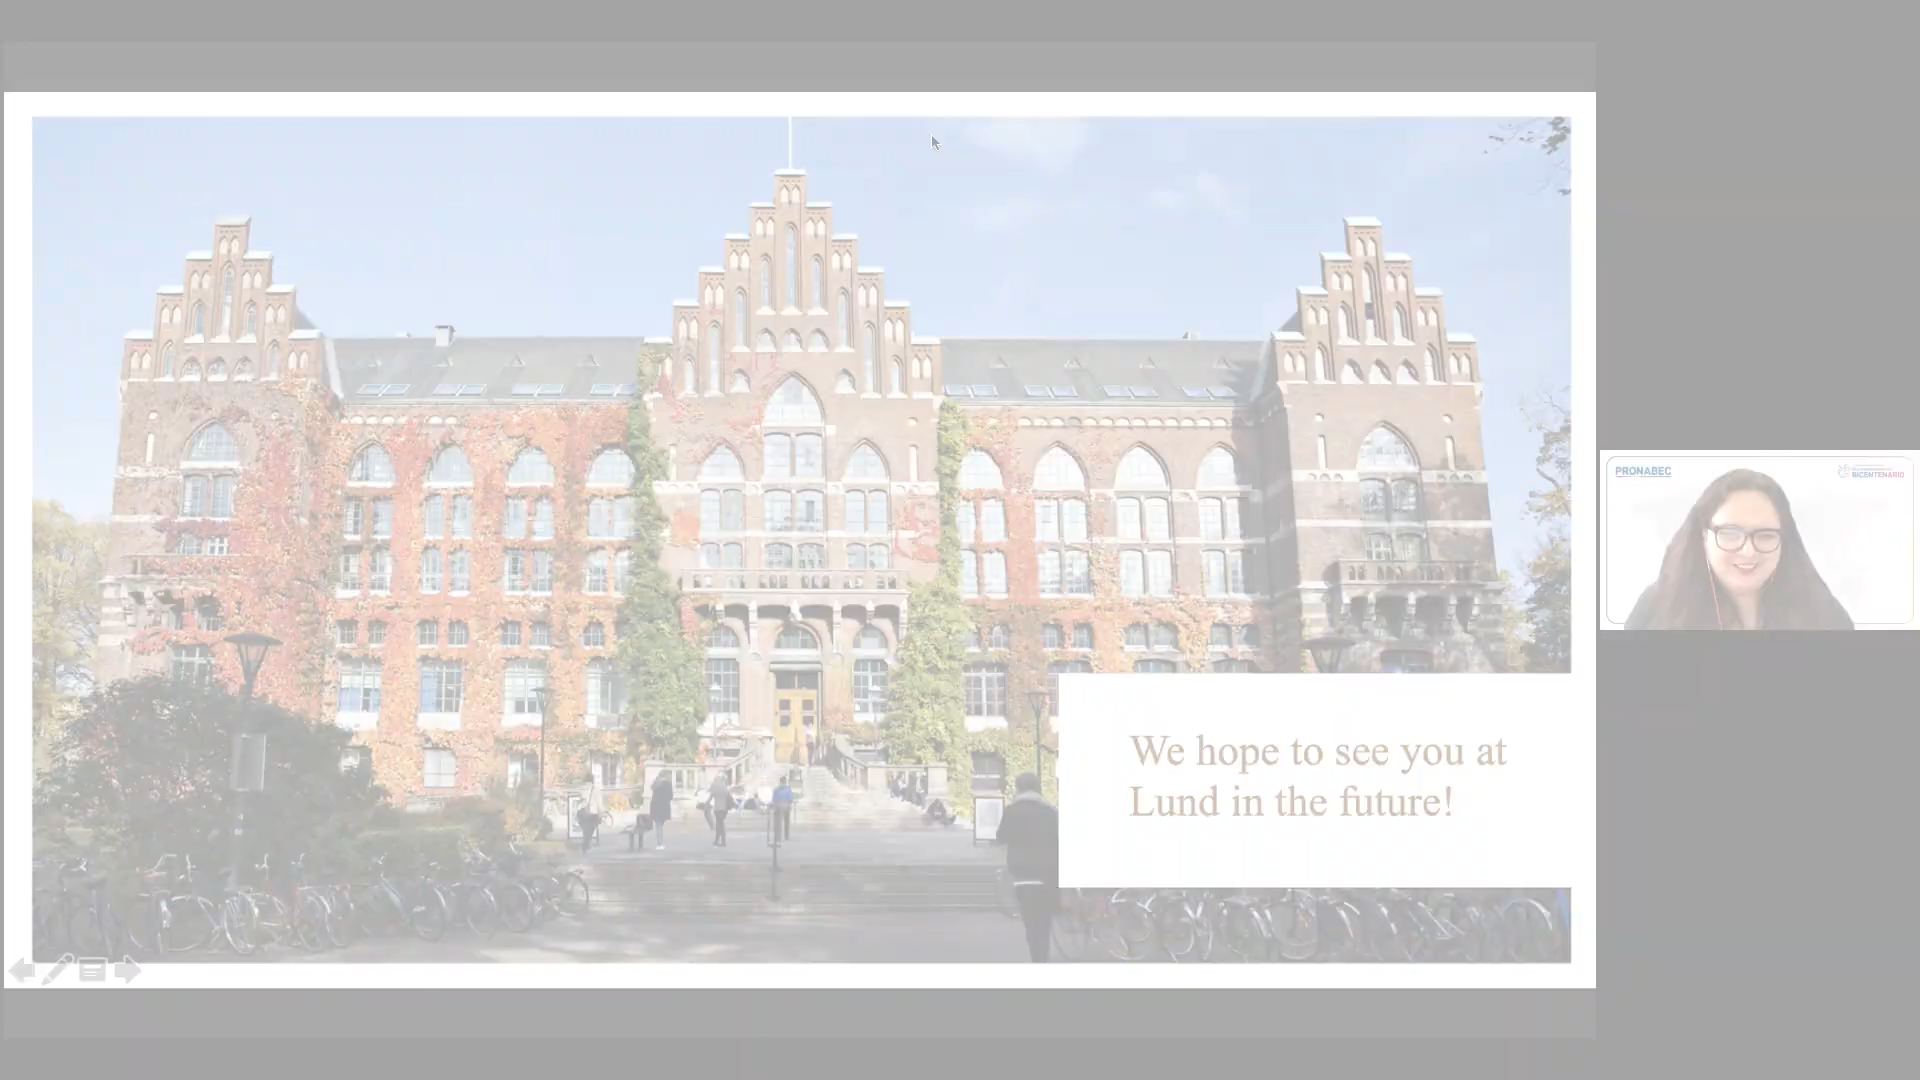 We hope to see you at
Lund in the future!
PRONABEC
BICENTENARIO